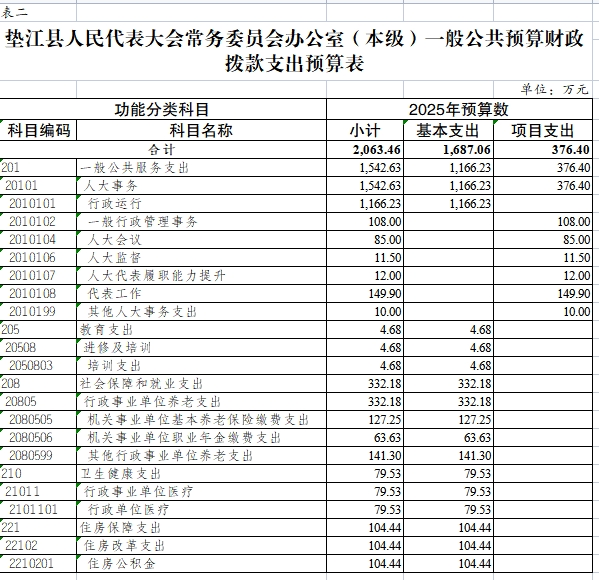 表二
垫江县人民代表大会常务委员会办公室（本级）一般公共预算财政
拨款支出预算表
单位：万元
功能分类科目 2025年预算数
科目编码 科目名称 小计 基本支出 项目支出
合计 2,063.46 1,687.06 376.40
201 一般公共服务支出 1,542.63 1,166.23 376.40
20101 人大事务 1,542.63 1,166.23 376.40
2010101 行政运行 1,166.23 1,166.23
2010102 一般行政管理事务 108.00 108.00
2010104 人大会议 85.00 85.00
2010106 人大监督 11.50 11.50
2010107 人大代表履职能力提升 12.00 12.00
2010108 代表工作 149.90 149.90
2010199 其他人大事务支出 10.00 10.00
205 教育支出 4.68 4.68
20508 进修及培训 4.68 4.68
2050803 培训支出 4.68 4.68
208 社会保障和就业支出 332.18 332.18
20805 行政事业单位养老支出 332.18 332.18
2080505 机关事业单位基本养老保险缴费支出 127.25 127.25
2080506 机关事业单位职业年金缴费支出 63.63 63.63
2080599 其他行政事业单位养老支出 141.30 141.30
210 卫生健康支出 79.53 79.53
21011 行政事业单位医疗 79.53 79.53
2101101 行政单位医疗 79.53 79.53
221 住房保障支出 104.44 104.44
22102 住房改革支出 104.44 104.44
2210201 住房公积金 104.44 104.44